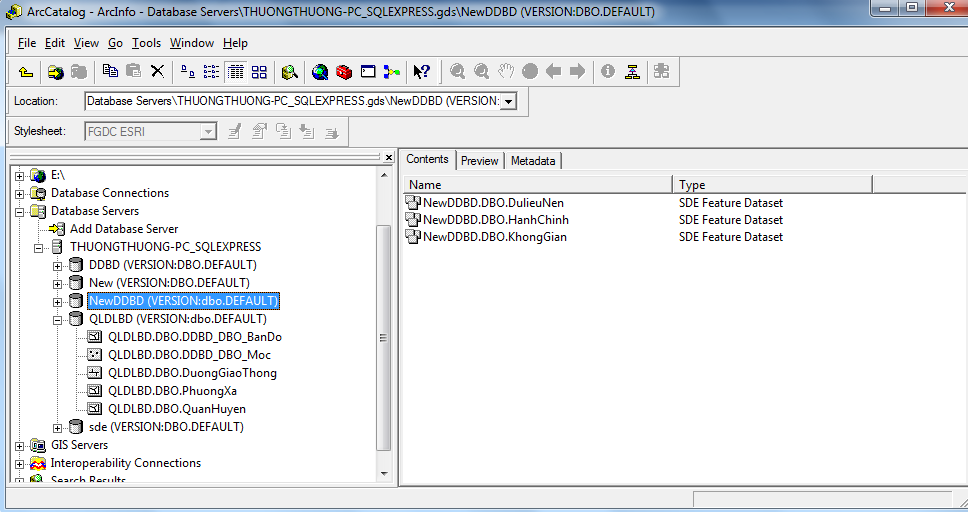 ArcCatalog - ArcInfo - Database Servers\THUONGTHUONG-PC_SQLEXPRESS.gds\NewDDBD (VERSION:DBO.DEFAULT)
File Edit View Go Tools Window Help
Location: Database Servers\THUONGTHUONG-PC_SQLEXPRESS.gds\NewDDBD (VERSION:
Stylesheet: FGDC ESRI
E:\
Database Connections
Database Servers
Add Database Server
THUONGTHUONG-PC_SQLEXPRESS
DDBD (VERSION:DBO.DEFAULT)
New (VERSION:DBO.DEFAULT)
NewDDBD (VERSION:dbo.DEFAULT)
QLDLBD (VERSION:dbo.DEFAULT)
QLDLBD.DBO.DDBD_DBO_BanDo
QLDLBD.DBO.DDBD_DBO_Moc
QLDLBD.DBO.DuongGiaoThong
QLDLBD.DBO.PhuongXa
QLDLBD.DBO.QuanHuyen
sde (VERSION:DBO.DEFAULT)
GIS Servers
Interoperability Connections
Search Results
Contents Preview Metadata
Name Type
NewDDBD.DBO.DulieuNen SDE Feature Dataset
NewDDBD.DBO.HanhChinh SDE Feature Dataset
NewDDBD.DBO.KhongGian SDE Feature Dataset